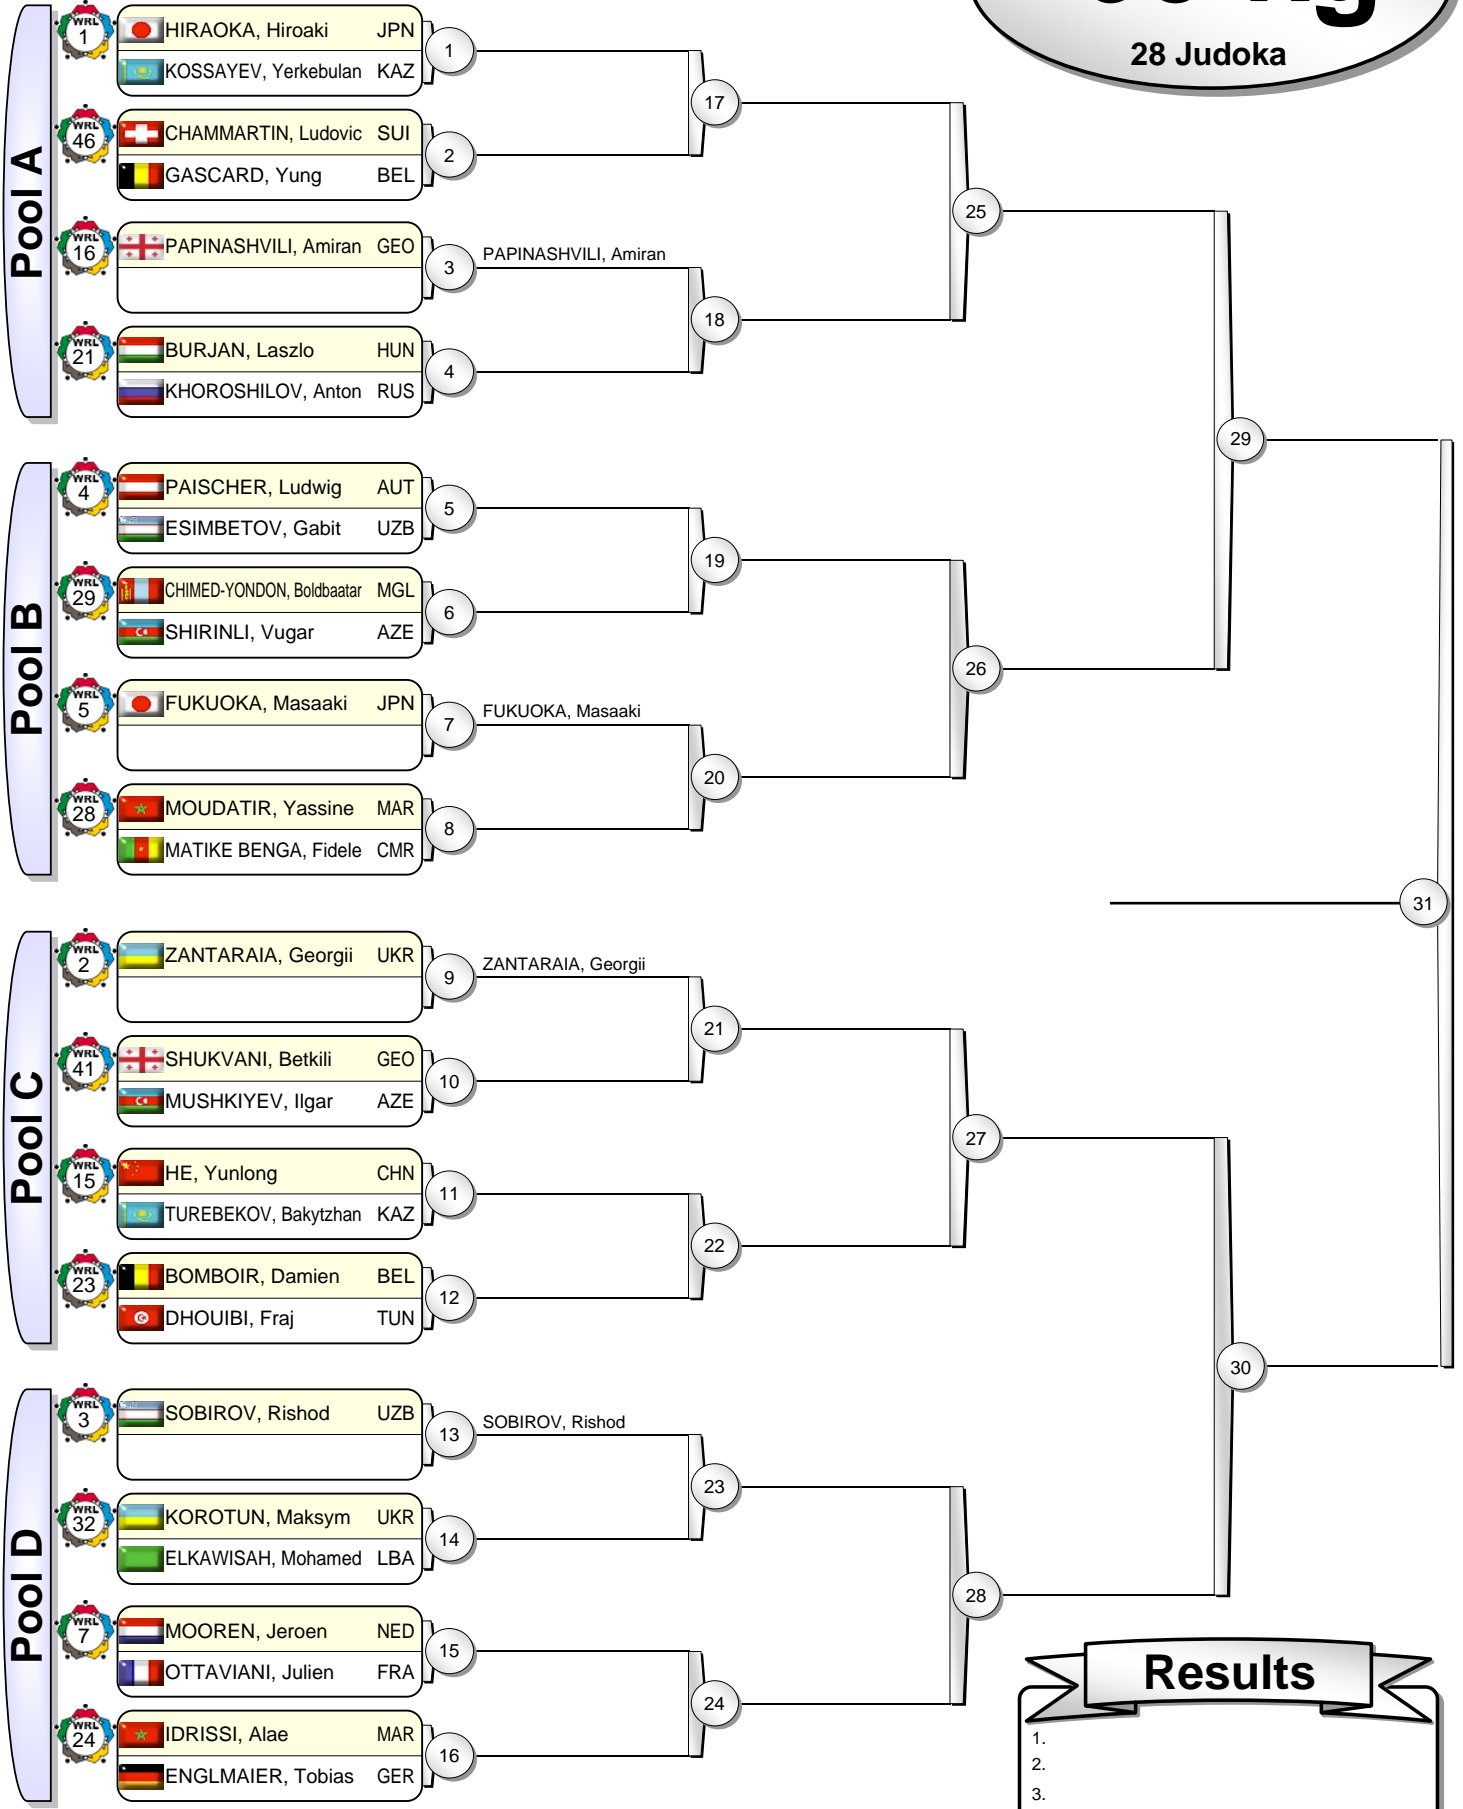 28 Judoka
Pool A
WRL 1
HIRAOKA, Hiroaki JPN
KOSSAYEV, Yerkebulan KAZ
1
WRL 46
CHAMMARTIN, Ludovic SUI
GASCARD, Yung BEL
2
17
WRL 16
PAPINASHVILI, Amiran GEO
3
PAPINASHVILI, Amiran
WRL 21
BURJAN, Laszlo HUN
KHOROSHILOV, Anton RUS
4
18
25
Pool B
WRL 4
PAISCHER, Ludwig AUT
ESIMBETOV, Gabit UZB
5
WRL 29
CHIMED-YONDON, Boldbaatar MGL
SHIRINLI, Vugar AZE
6
19
WRL 5
FUKUOKA, Masaaki JPN
7
FUKUOKA, Masaaki
WRL 28
MOUDATIR, Yassine MAR
MATIKE BENGA, Fidele CMR
8
20
26
29
31
Pool C
WRL 2
ZANTARAIA, Georgii UKR
9
ZANTARAIA, Georgii
WRL 41
SHUKVANI, Betkili GEO
MUSHKIYEV, Ilgar AZE
10
21
WRL 15
HE, Yunlong CHN
TUREBEKOV, Bakytzhan KAZ
11
WRL 23
BOMBOIR, Damien BEL
DHOUIBI, Fraj TUN
12
22
27
Pool D
WRL 3
SOBIROV, Rishod UZB
13
SOBIROV, Rishod
WRL 32
KOROTUN, Maksym UKR
ELKAWISAH, Mohamed LBA
14
23
WRL 7
MOOREN, Jeroen NED
OTTAVIANI, Julien FRA
15
WRL 24
IDRISSI, Alae MAR
ENGLMAIER, Tobias GER
16
24
28
30
Results
1.
2.
3.